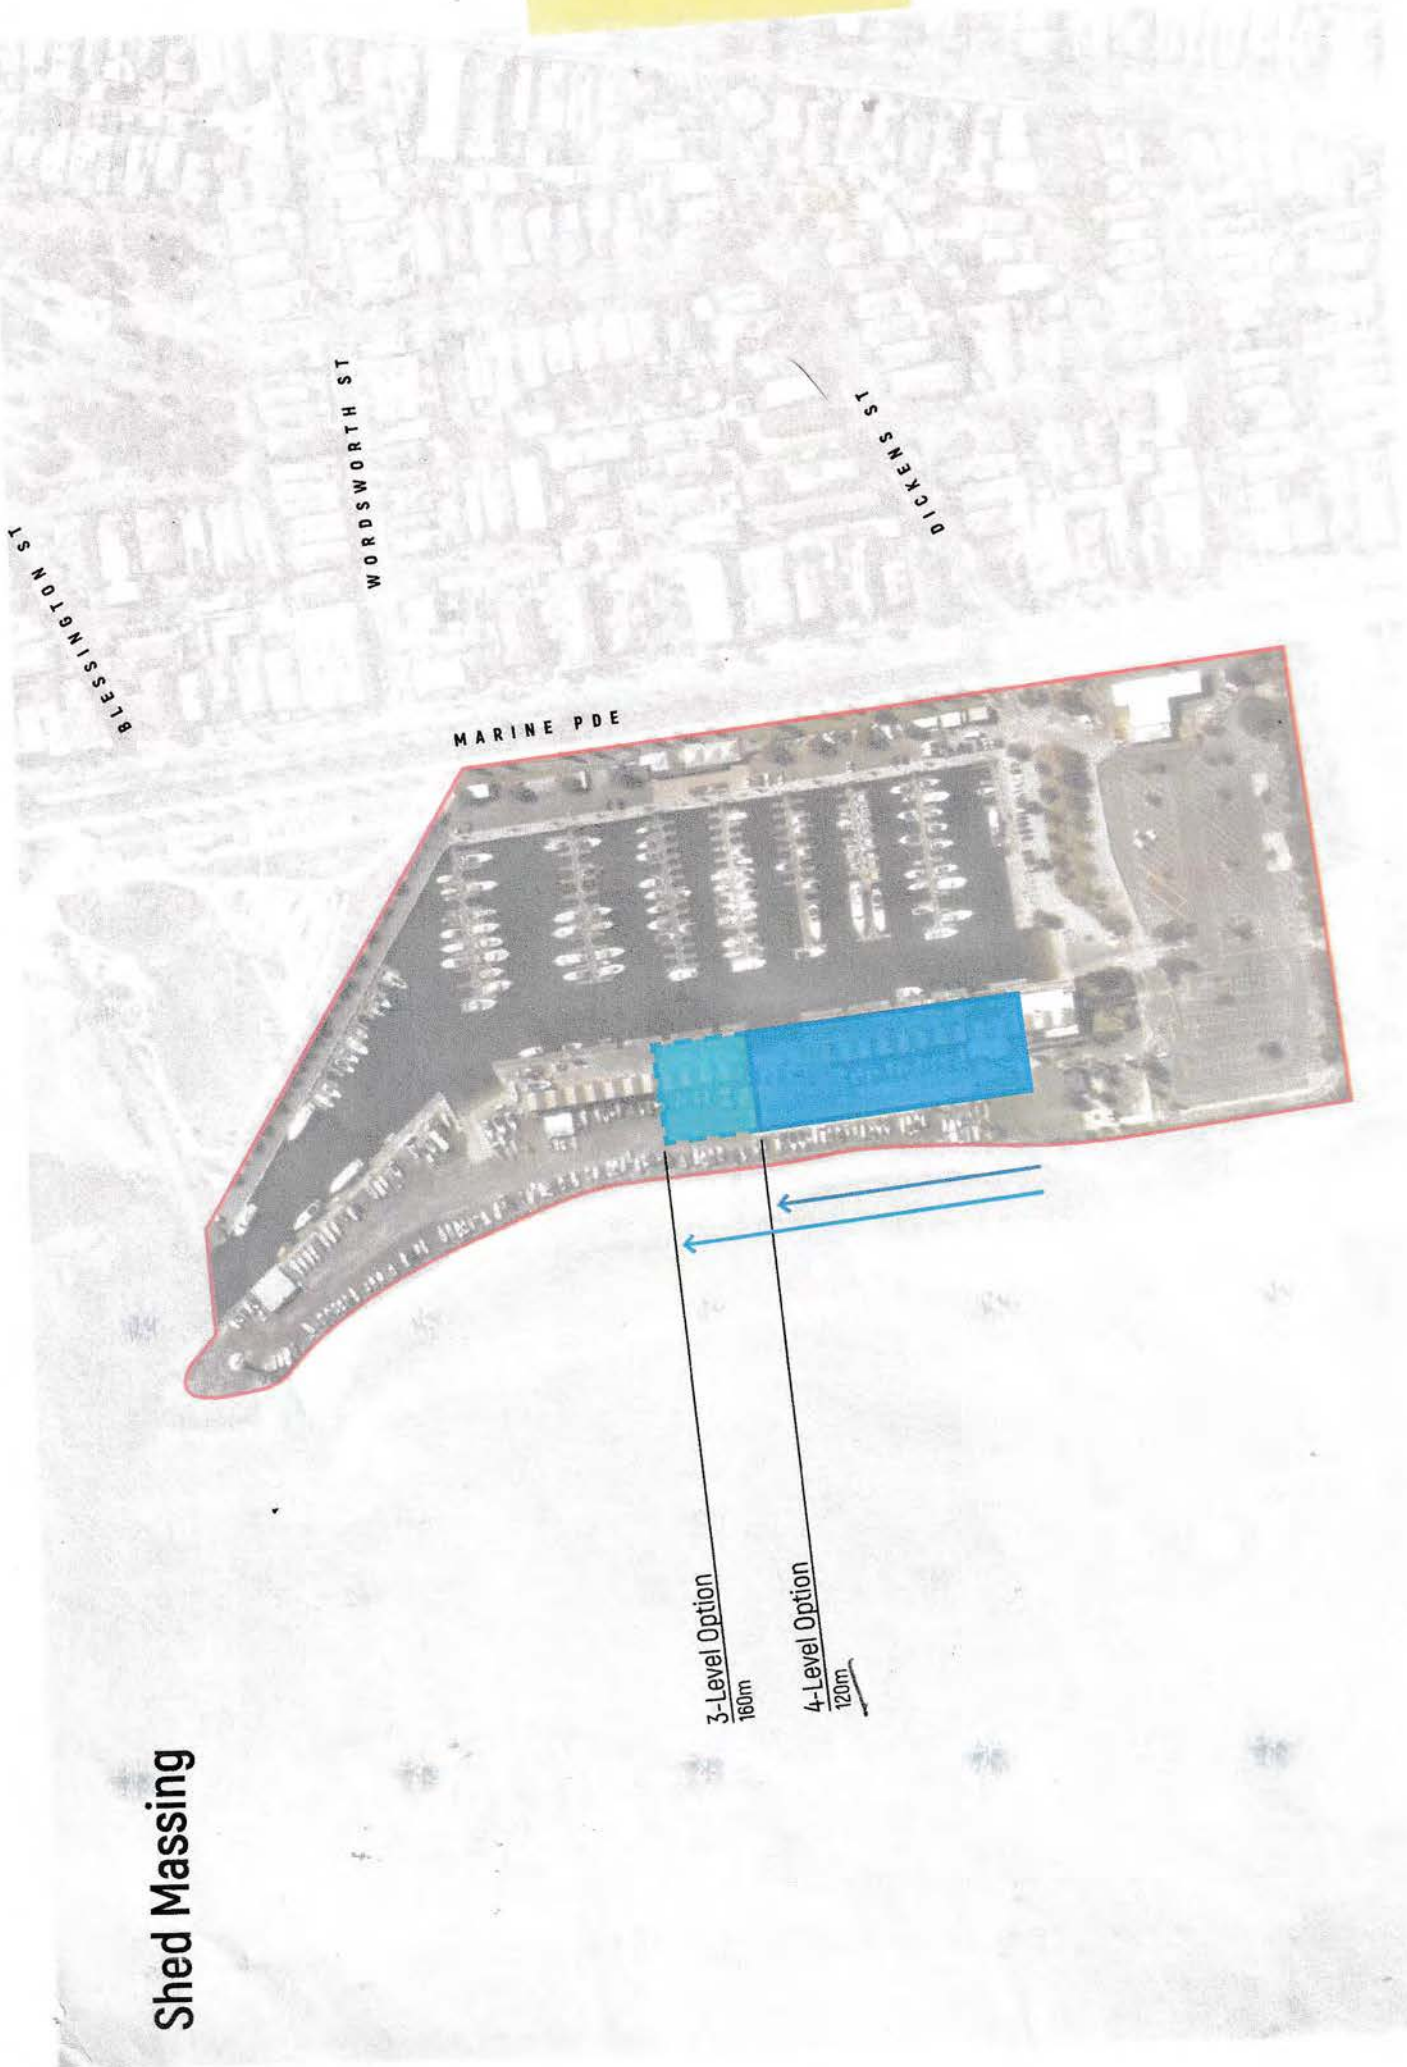 Shed Massing
BLESSINGTON ST
WORDSWORTH ST
MARINE PDE
DICKENS ST
3-Level Option
160m
4-Level Option
120m